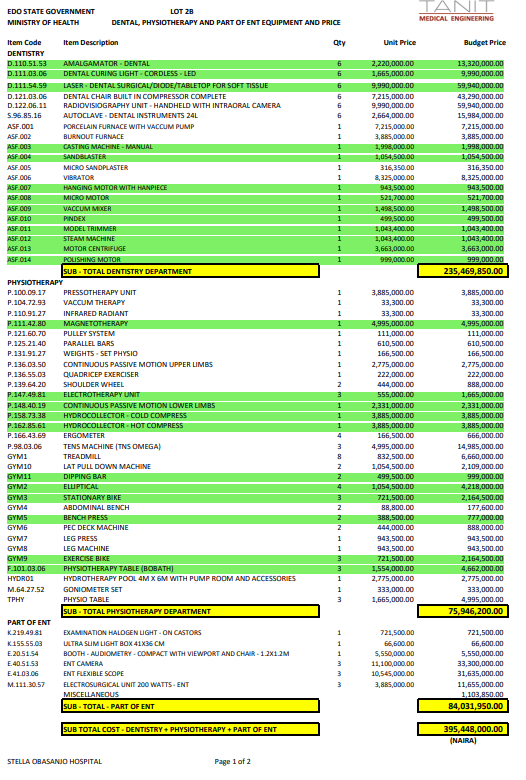 TANIT
MEDICAL ENGINEERING
EDO STATE GOVERNMENT LOT 2B
MINISTRY OF HEALTH DENTAL, PHYSIOTHERAPY AND PART OF ENT EQUIPMENT AND PRICE
Item Code Item Description Qty Unit Price Budget Price
DENTISTRY
D.110.51.53 AMALGAMATOR - DENTAL 6 2,220,000.00 13,320,000.00
D.111.03.06 DENTAL CURING LIGHT - CORDLESS - LED 6 1,665,000.00 9,990,000.00
D.111.54.59 LASER - DENTAL SURGICAL/DIODE/TABLETOP FOR SOFT TISSUE 6 9,990,000.00 59,940,000.00
D.121.03.06 DENTAL CHAIR BUILT IN COMPRESSOR COMPLETE 6 7,215,000.00 43,290,000.00
D.122.06.11 RADIOVISIOGRAPHY UNIT - HANDHELD WITH INTRAORAL CAMERA 6 9,990,000.00 59,940,000.00
S.96.85.16 AUTOCLAVE - DENTAL INSTRUMENTS 24L 6 2,664,000.00 15,984,000.00
ASF.001 PORCELAIN FURNACE WITH VACCUM PUMP 1 7,215,000.00 7,215,000.00
ASF.002 BURNOUT FURNACE 1 3,885,000.00 3,885,000.00
ASF.003 CASTING MACHINE - MANUAL 1 1,998,000.00 1,998,000.00
ASF.004 SANDBLASTER 1 1,054,500.00 1,054,500.00
ASF.005 MICRO SANDPLASTER 1 316,350.00 316,350.00
ASF.006 VIBRATOR 1 8,325,000.00 8,325,000.00
ASF.007 HANGING MOTOR WITH HANPIECE 1 943,500.00 943,500.00
ASF.008 MICRO MOTOR 1 521,700.00 521,700.00
ASF.009 VACCUM MIXER 1 1,498,500.00 1,498,500.00
ASF.010 PINDEX 1 499,500.00 499,500.00
ASF.011 MODEL TRIMMER 1 1,043,400.00 1,043,400.00
ASF.012 STEAM MACHINE 1 1,043,400.00 1,043,400.00
ASF.013 MOTOR CENTRIFUGE 1 3,663,000.00 3,663,000.00
ASF.014 POLISHING MOTOR 1 999,000.00 999,000.00
SUB - TOTAL DENTISTRY DEPARTMENT 235,469,850.00
PHYSIOTHERAPY
P.100.09.17 PRESSOTHERAPY UNIT 1 3,885,000.00 3,885,000.00
P.104.72.93 VACCUM THERAPY 1 33,300.00 33,300.00
P.110.91.27 INFRARED RADIANT 1 33,300.00 33,300.00
P.111.42.80 MAGNETOTHERAPY 1 4,995,000.00 4,995,000.00
P.121.60.70 PULLEY SYSTEM 1 111,000.00 111,000.00
P.125.21.40 PARALLEL BARS 1 610,500.00 610,500.00
P.131.91.27 WEIGHTS - SET PHYSIO 1 166,500.00 166,500.00
P.136.03.50 CONTINUOUS PASSIVE MOTION UPPER LIMBS 1 2,775,000.00 2,775,000.00
P.136.55.03 QUADRICEP EXERCISER 1 222,000.00 222,000.00
P.139.64.20 SHOULDER WHEEL 2 444,000.00 888,000.00
P.147.49.81 ELECTROTHERAPY UNIT 3 555,000.00 1,665,000.00
P.148.40.19 CONTINUOUS PASSIVE MOTION LOWER LIMBS 1 2,331,000.00 2,331,000.00
P.158.73.38 HYDROCOLLECTOR - COLD COMPRESS 1 3,885,000.00 3,885,000.00
P.162.85.61 HYDROCOLLECTOR - HOT COMPRESS 1 3,885,000.00 3,885,000.00
P.166.43.69 ERGOMETER 4 166,500.00 666,000.00
P.98.03.06 TENS MACHINE (TNS OMEGA) 3 4,995,000.00 14,985,000.00
GYM1 TREADMILL 8 832,500.00 6,660,000.00
GYM10 LAT PULL DOWN MACHINE 2 1,054,500.00 2,109,000.00
GYM11 DIPPING BAR 2 499,500.00 999,000.00
GYM2 ELLIPTICAL 4 1,054,500.00 4,218,000.00
GYM3 STATIONARY BIKE 3 721,500.00 2,164,500.00
GYM4 ABDOMINAL BENCH 2 88,800.00 177,600.00
GYM5 BENCH PRESS 2 388,500.00 777,000.00
GYM6 PEC DECK MACHINE 2 444,000.00 888,000.00
GYM7 LEG PRESS 1 943,500.00 943,500.00
GYM8 LEG MACHINE 1 943,500.00 943,500.00
GYM9 EXERCISE BIKE 3 721,500.00 2,164,500.00
F.101.03.06 PHYSIOTHERAPY TABLE (BOBATH) 3 1,554,000.00 4,662,000.00
HYDR01 HYDROTHERAPY POOL 4M X 6M WITH PUMP ROOM AND ACCESSORIES 1 2,775,000.00 2,775,000.00
M.64.27.52 GONIOMETER SET 1 333,000.00 333,000.00
TPHY PHYSIO TABLE 3 1,665,000.00 4,995,000.00
SUB - TOTAL PHYSIOTHERAPY DEPARTMENT 75,946,200.00
PART OF ENT
K.219.49.81 EXAMINATION HALOGEN LIGHT - ON CASTORS 1 721,500.00 721,500.00
K.155.55.03 ULTRA SLIM LIGHT BOX 41X36 CM 1 66,600.00 66,600.00
E.20.51.54 BOOTH - AUDIOMETRY - COMPACT WITH VIEWPORT AND CHAIR - 1.2X1.2M 1 5,550,000.00 5,550,000.00
E.40.51.53 ENT CAMERA 3 11,100,000.00 33,300,000.00
E.41.03.06 ENT FLEXIBLE SCOPE 3 10,545,000.00 31,635,000.00
M.111.30.57 ELECTROSURGICAL UNIT 200 WATTS - ENT 3 3,885,000.00 11,655,000.00
MISCELLANEOUS 1,103,850.00
SUB - TOTAL - PART OF ENT 84,031,950.00
SUB TOTAL COST - DENTISTRY + PHYSIOTHERAPY + PART OF ENT 395,448,000.00
(NAIRA)
STELLA OBASANJO HOSPITAL Page 1 of 2